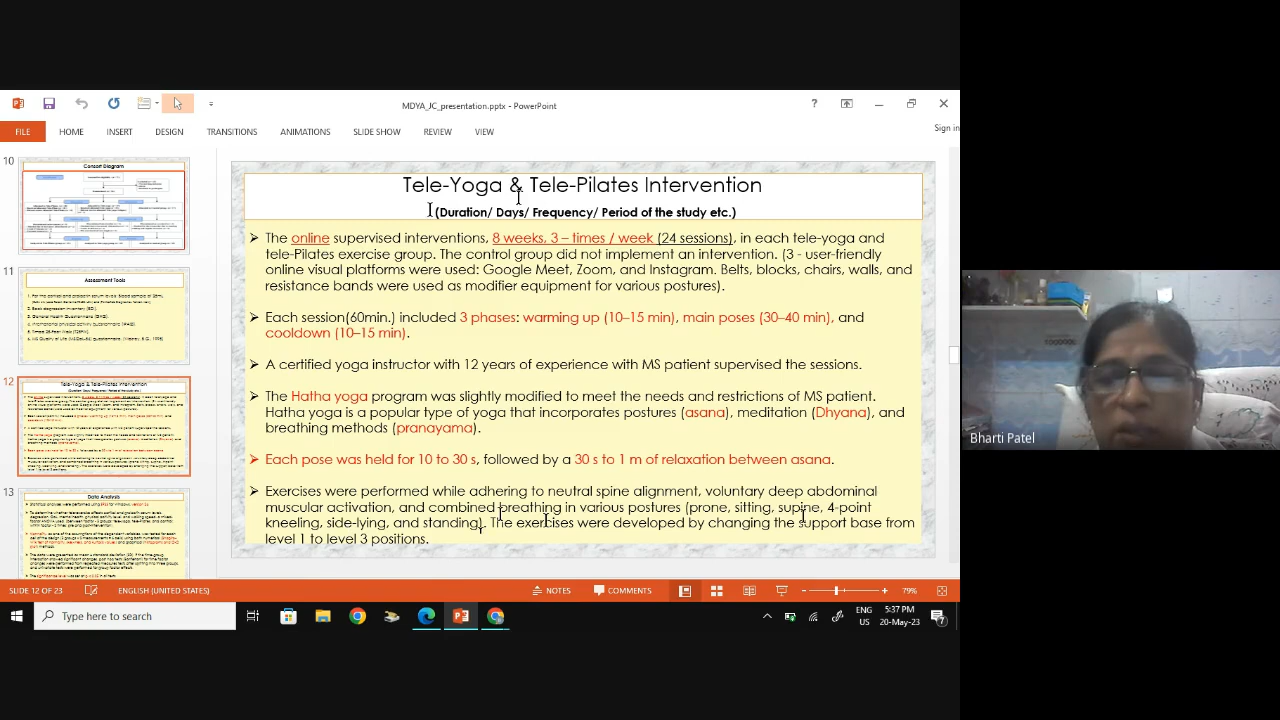 MDYA_JC_presentation.pptx - PowerPoint
?
FILE HOME INSERT DESIGN TRANSITIONS ANIMATIONS SLIDE SHOW REVIEW VIEW
Sign in
10
Consort Diagram
11
Assessment Tools
12
Tele-Yoga & Tele-Pilates Intervention
13
Data Analysis
Tele-Yoga & Tele-Pilates Intervention
(Duration/ Days/ Frequency/ Period of the study etc.)
➢ The online supervised interventions, 8 weeks, 3 – times / week (24 sessions), in each tele-yoga and
tele-Pilates exercise group. The control group did not implement an intervention. (3 - user-friendly
online visual platforms were used: Google Meet, Zoom, and Instagram. Belts, blocks, chairs, walls, and
resistance bands were used as modifier equipment for various postures).
➢ Each session(60min.) included 3 phases: warming up (10–15 min), main poses (30–40 min), and
cooldown (10–15 min).
➢ A certified yoga instructor with 12 years of experience with MS patient supervised the sessions.
➢ The Hatha yoga program was slightly modified to meet the needs and restrictions of MS patient.
Hatha yoga is a popular type of yoga that incorporates postures (asana), meditation (Dhyana), and
breathing methods (pranayama).
➢ Each pose was held for 10 to 30 s, followed by a 30 s to 1 m of relaxation between asana.
➢ Exercises were performed while adhering to neutral spine alignment, voluntary deep abdominal
muscular activation, and combined breathing in various postures (prone, sitting, spine, 4-point
kneeling, side-lying, and standing). The exercises were developed by changing the support base from
level 1 to level 3 positions.
Bharti Patel
SLIDE 12 OF 23 ENGLISH (UNITED STATES) NOTES COMMENTS 79%
Type here to search
ENG
US
5:37 PM
20-May-23
7